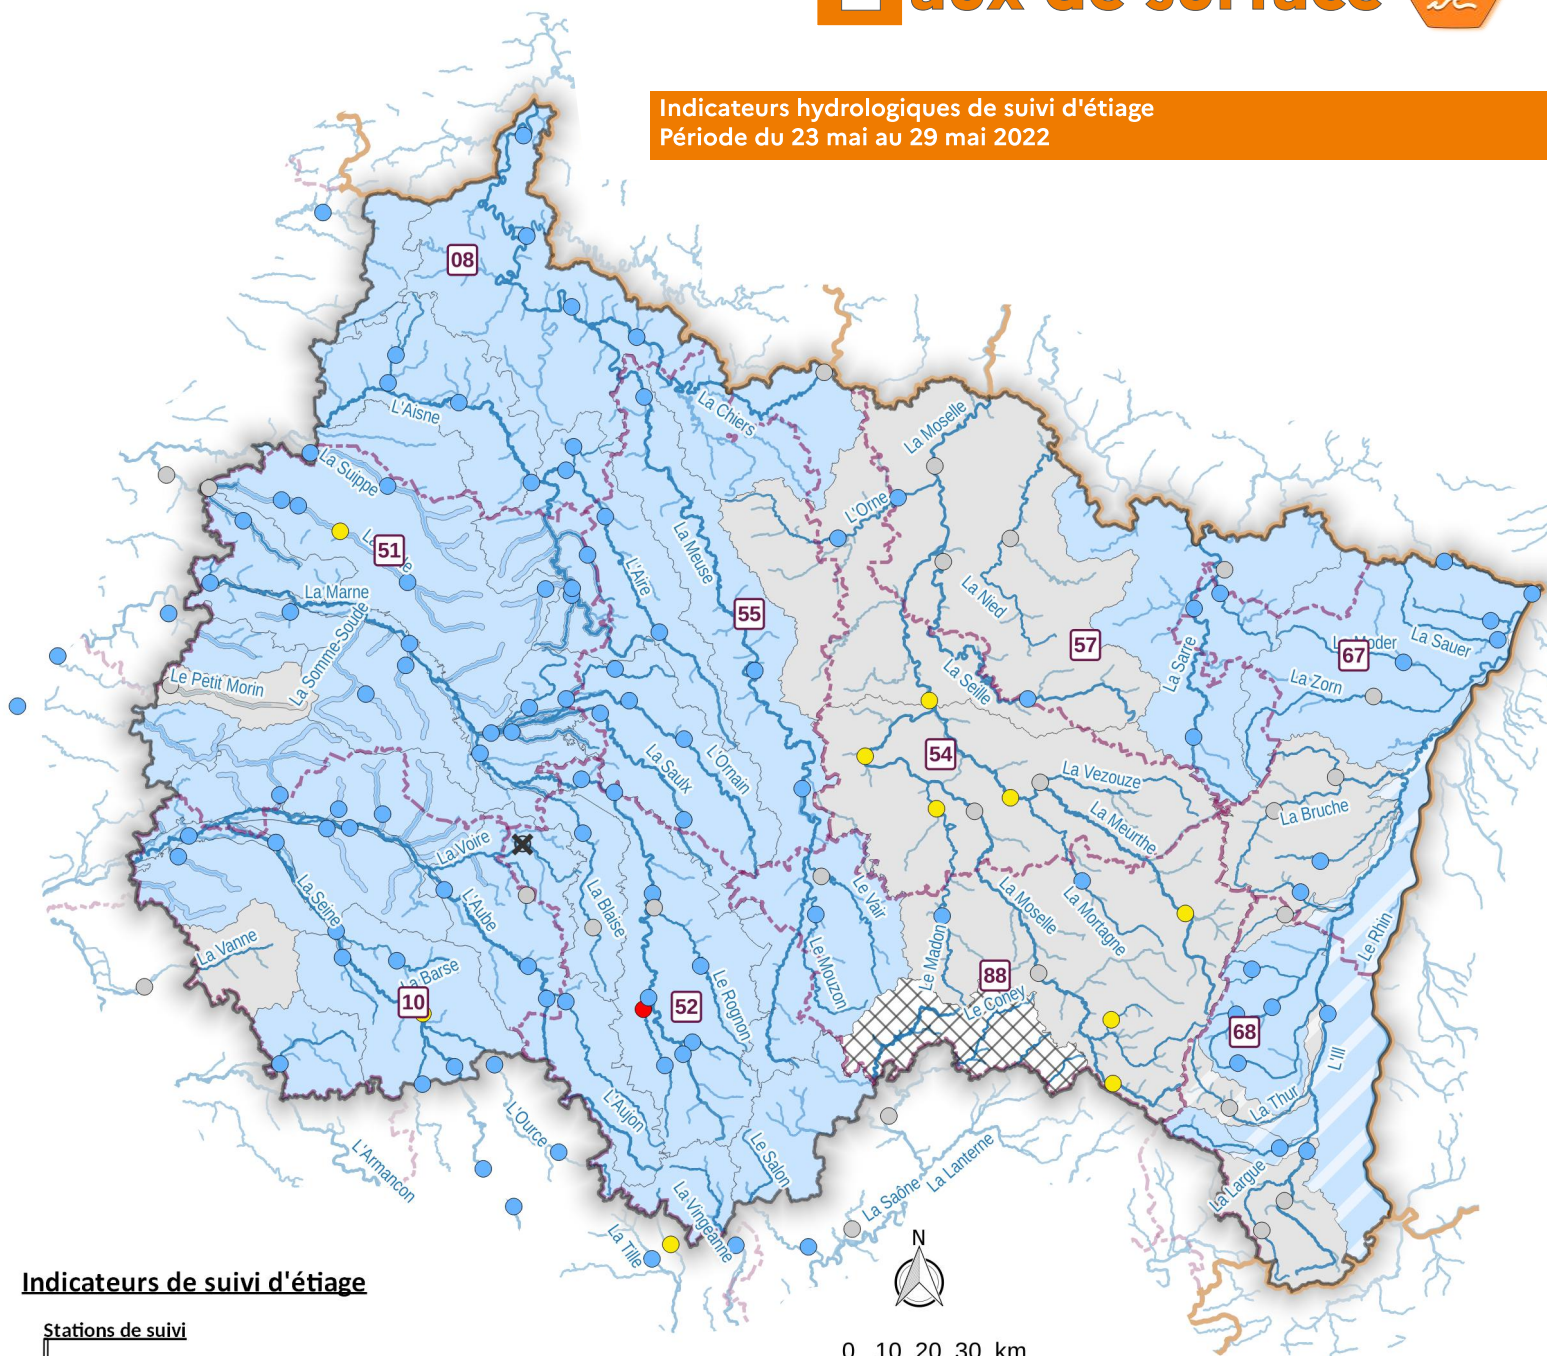 aux de surface
Indicateurs hydrologiques de suivi d'étiage
Période du 23 mai au 29 mai 2022
08
L'Aisne
La Chiers
La Moselle
La Suippe
L'Orne
51
La Meuse
L'Aire
La Marne
La Nied
55
57
La Somme-Soude
La Sarre
67
La Sauer
Le Petit Morin
La Seille
La Zorn
54
La Saulx
L'Ornain
La Vezouze
La Meurthe
La Bruche
La Voire
La Seine
L'Aube
La Blaise
Le Vair
La Moselle
La Mortagne
La Vanne
Le Rhin
La Barse
10
52
Le Rognon
Le Mouzon
Le Madon
88
Le Coney
68
L'Ill
La Thur
L'Aujon
L'Ource
L'Armançon
Le Salon
La Lanterne
La Saône
La Largue
La Vingeanne
La Tille
N
Indicateurs de suivi d'étiage
Stations de suivi
0 10 20 30 km